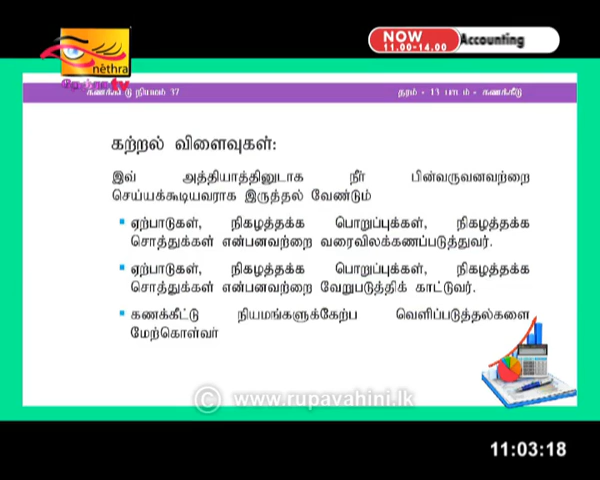 NOW
11.00-14.00
Accounting
nethra
நேத்ரா tv
கணக்கீட்டு நியமம் 37
தரம் - 13 பாடம் - கணக்கீடு
கற்றல் விளைவுகள்:
இவ் அத்தியாத்தினுடாக நீர் பின்வருவனவற்றை
செய்யக்கூடியவராக இருத்தல் வேண்டும்
▪ ஏற்பாடுகள், நிகழத்தக்க பொறுப்புக்கள், நிகழத்தக்க
சொத்துக்கள் என்பனவற்றை வரைவிலக்கணப்படுத்துவர்.
▪ ஏற்பாடுகள், நிகழத்தக்க பொறுப்புக்கள், நிகழத்தக்க
சொத்துக்கள் என்பனவற்றை வேறுபடுத்திக் காட்டுவர்.
▪ கணக்கீட்டு நியமங்களுக்கேற்ப வெளிப்படுத்தல்களை
மேற்கொள்வர்
© www.rupavahini.lk
11:03:18